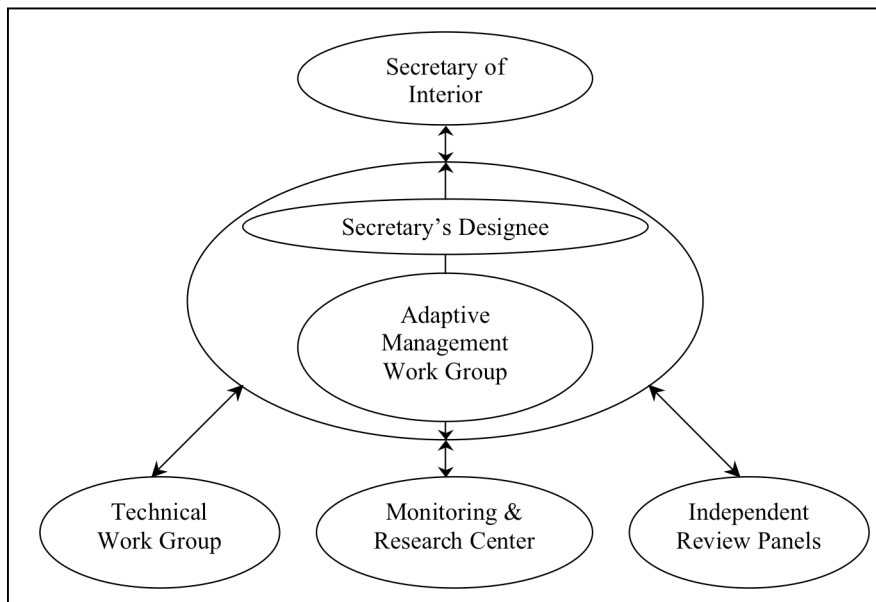 Secretary of
Interior
Secretary’s Designee
Adaptive
Management
Work Group
Technical
Work Group
Monitoring &
Research Center
Independent
Review Panels